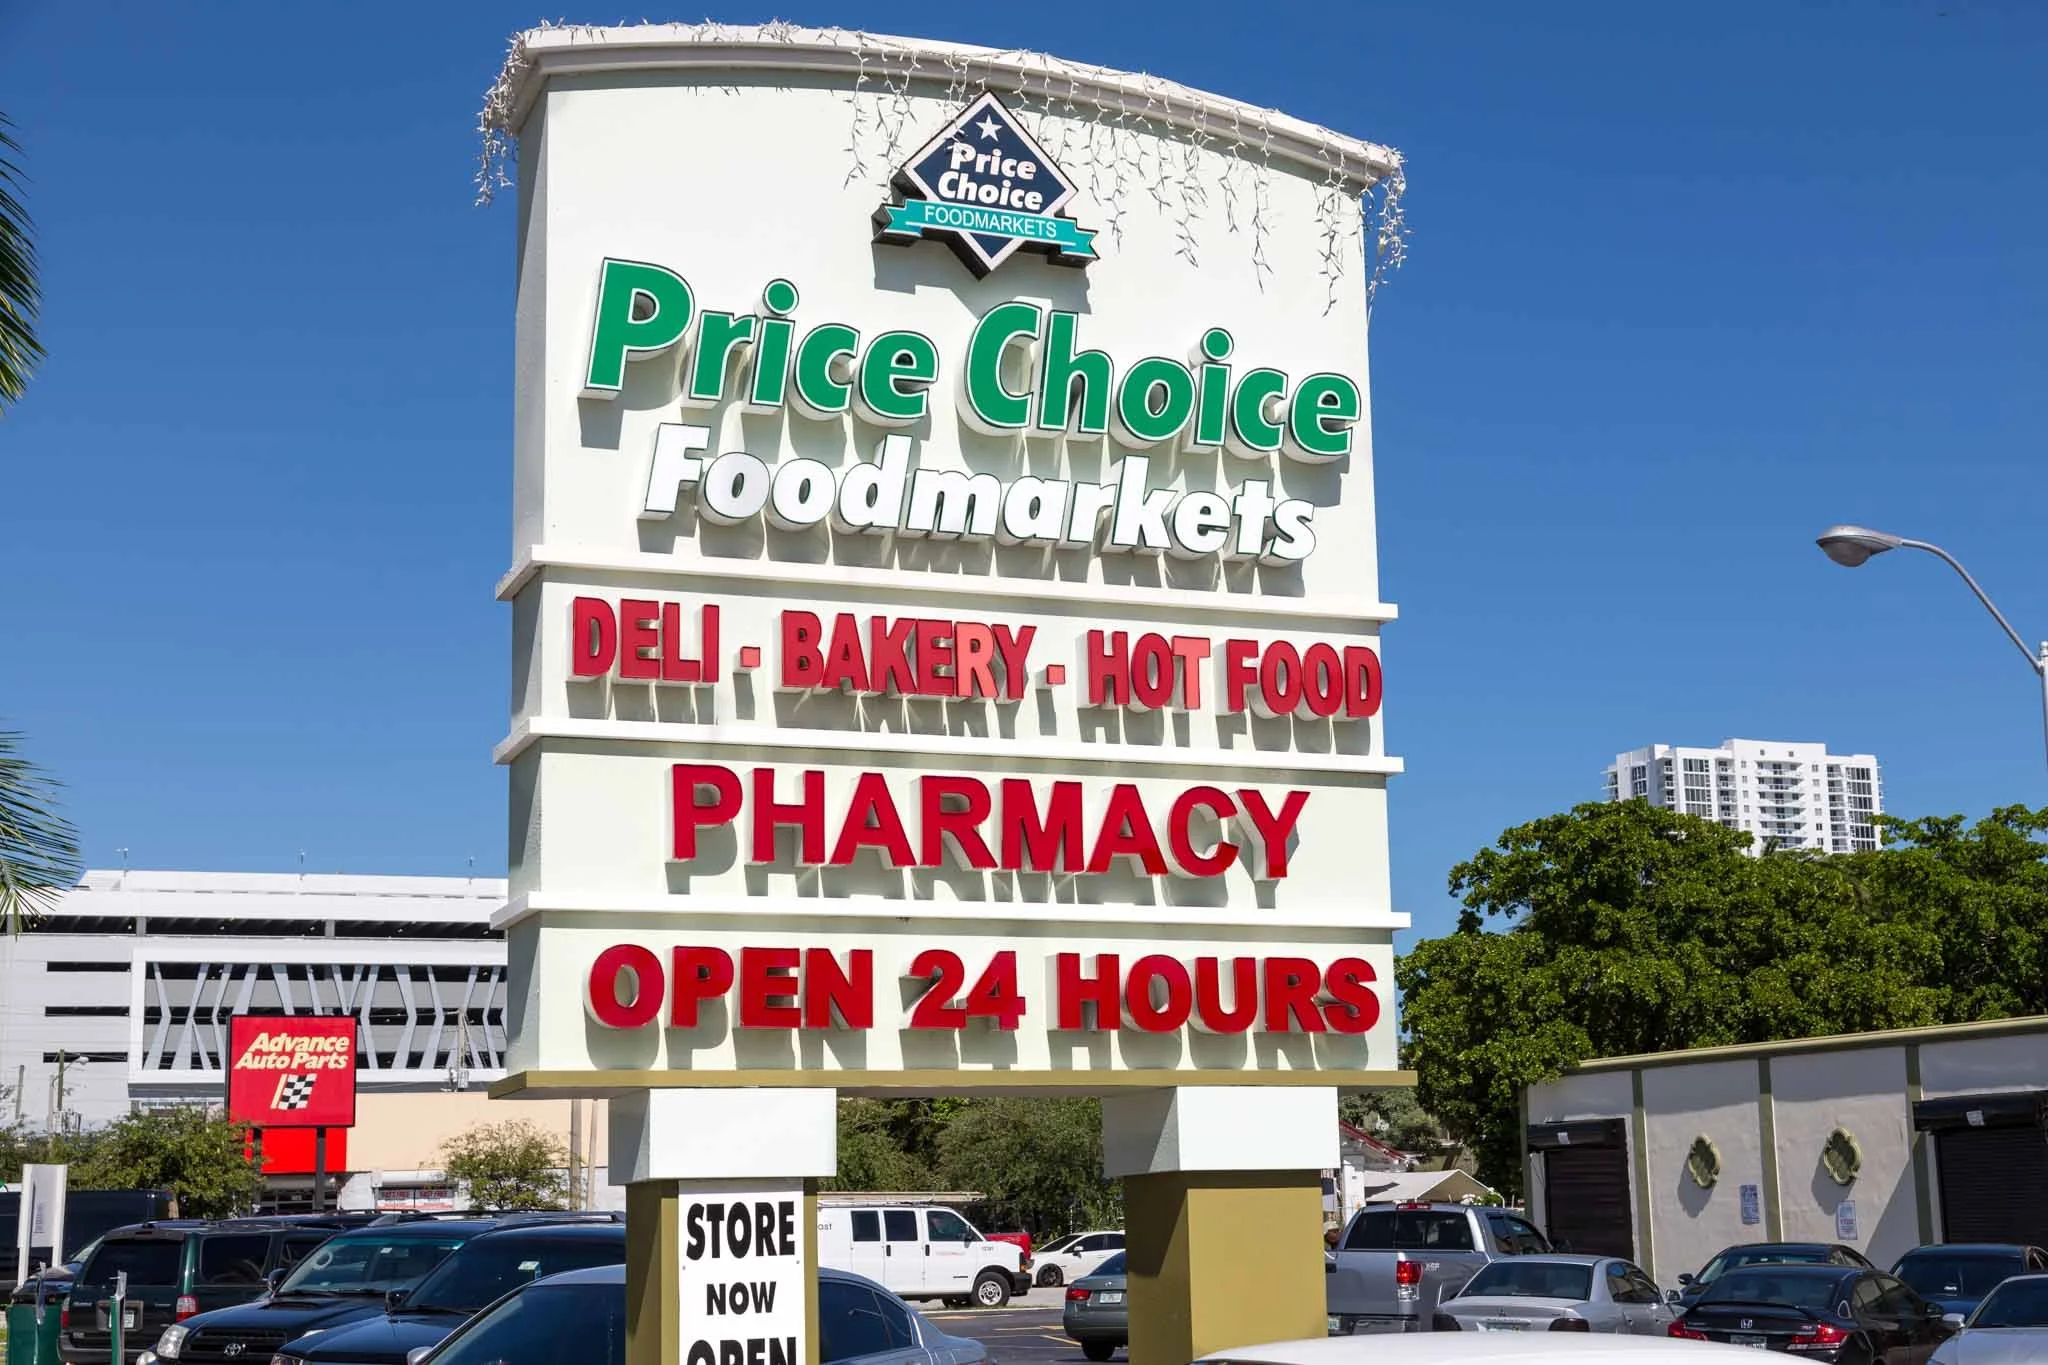 Price
Choice
FOODMARKETS
Price Choice
Foodmarkets
DELI - BAKERY - HOT FOOD
PHARMACY
OPEN 24 HOURS
Advance
Auto Parts
STORE
NOW
OPEN